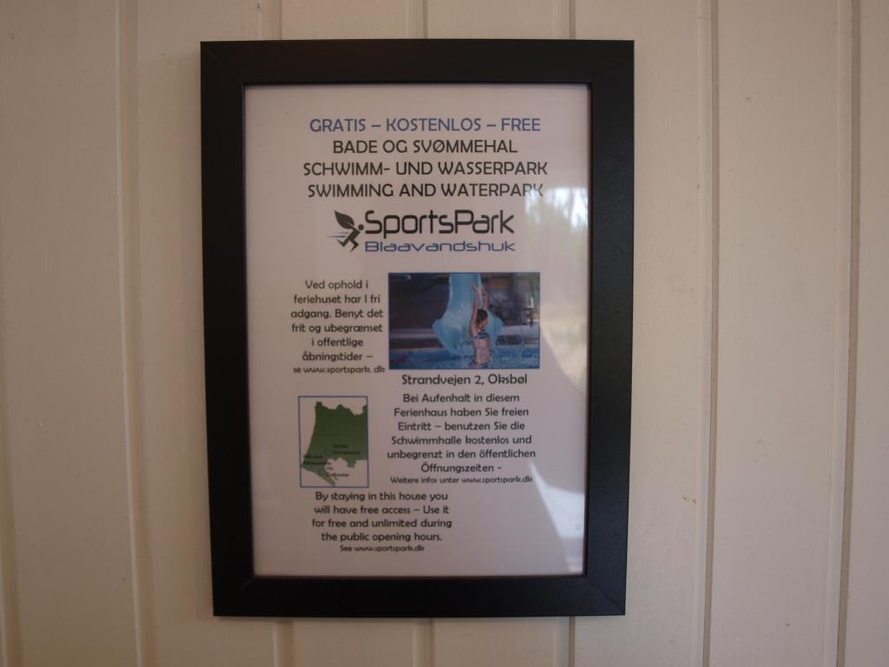 GRATIS – KOSTENLOS – FREE
BADE OG SVØMMEHAL
SCHWIMM- UND WASSERPARK
SWIMMING AND WATERPARK
SportsPark
Blaavandshuk
Ved ophold i
feriehuset har I fri
adgang. Benyt det
frit og ubegrænset
i offentlige
åbningstider –
se www.sportspark. dk
Strandvejen 2, Oksbøl
Bei Aufenhalt in diesem
Ferienhaus haben Sie freien
Eintritt – benutzen Sie die
Schwimmhalle kostenlos und
unbegrenzt in den öffentlichen
Öffnungszeiten -
Weitere infos unter www.sportspark.dk
By staying in this house you
will have free access – Use it
for free and unlimited during
the public opening hours.
See www.sportspark.dk